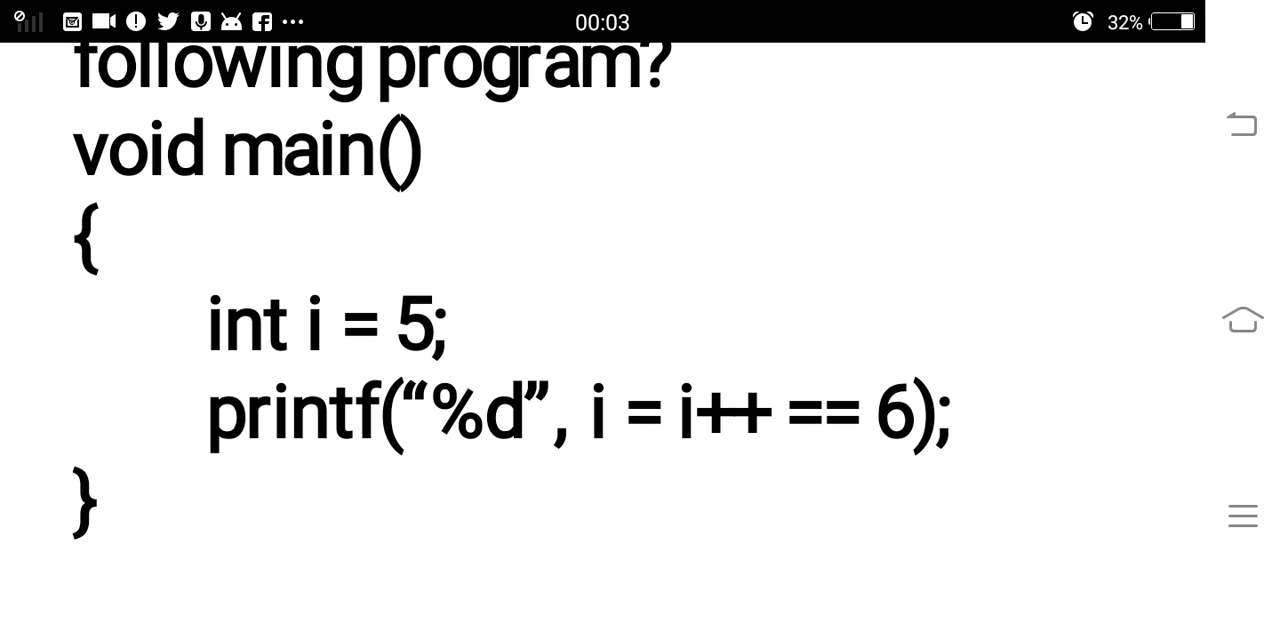 00:03
32%
following program?
void main()
{
int i = 5;
printf(“%d”, i = i++ == 6);
}